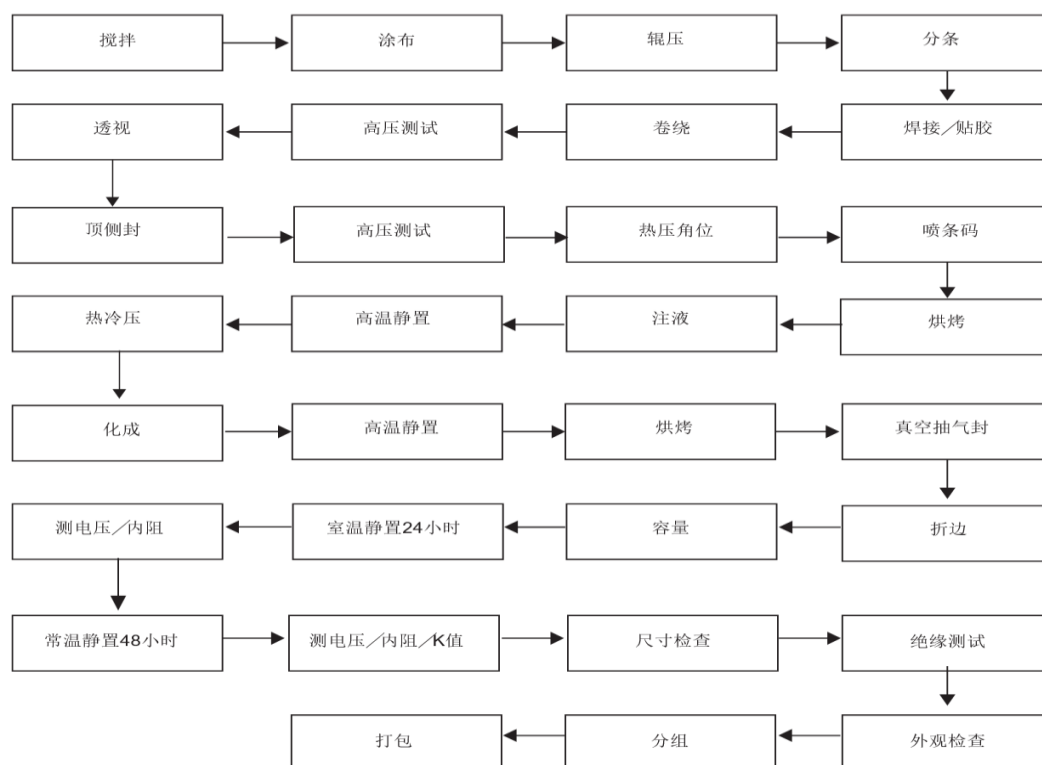 搅拌
涂布
辊压
分条
透视
高压测试
卷绕
焊接／贴胶
顶侧封
高压测试
热压角位
喷条码
热冷压
高温静置
注液
烘烤
化成
高温静置
烘烤
真空抽气封
测电压／内阻
室温静置24小时
容量
折边
常温静置48小时
测电压／内阻／K值
尺寸检查
绝缘测试
打包
分组
外观检查